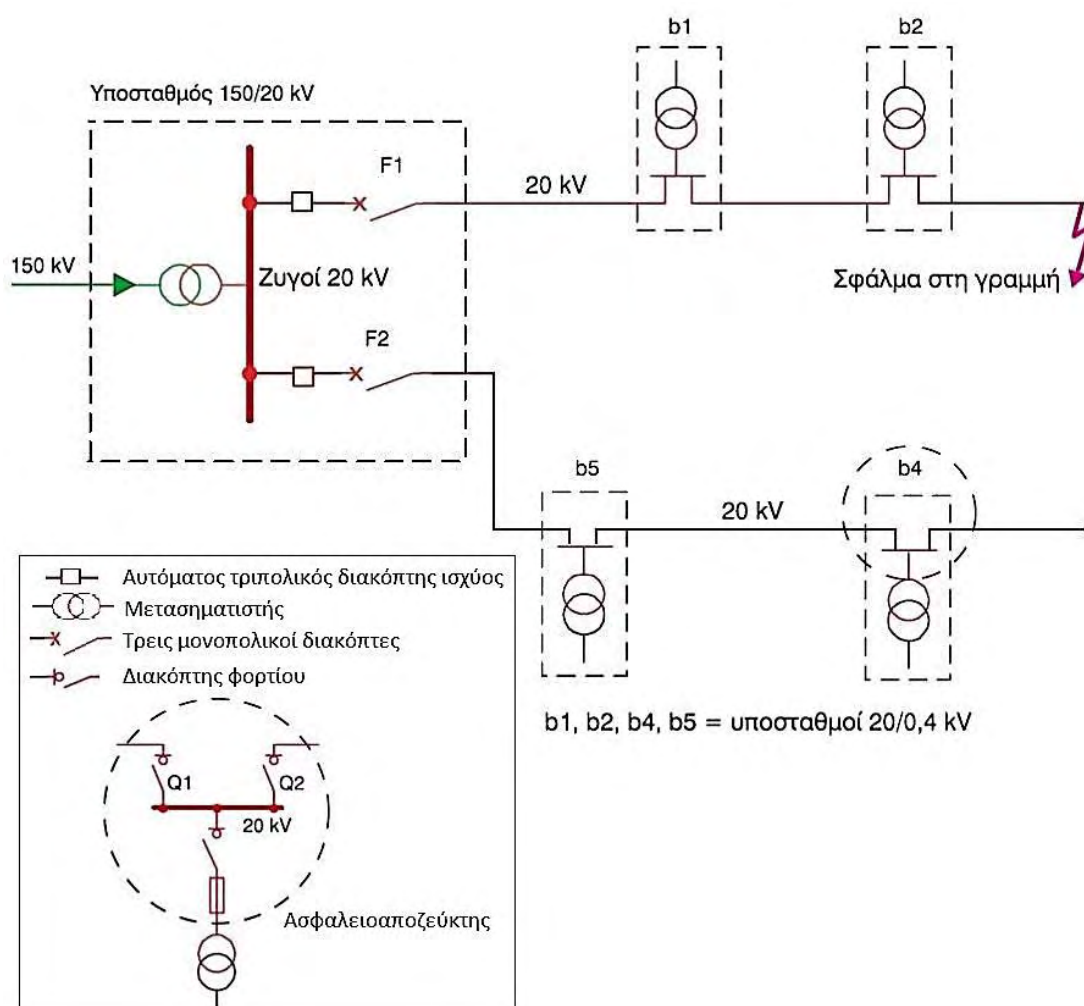 b1
b2
Υποσταθμός 150/20 kV
F1
20 kV
150 kV
Ζυγοί 20 kV
Σφάλμα στη γραμμή
F2
b5
b4
20 kV
Αυτόματος τριπολικός διακόπτης ισχύος
Μετασηματιστής
Τρεις μονοπολικοί διακόπτες
Διακόπτης φορτίου
b1, b2, b4, b5 = υποσταθμοί 20/0,4 kV
Q1
Q2
20 kV
Ασφαλειοαποζεύκτης